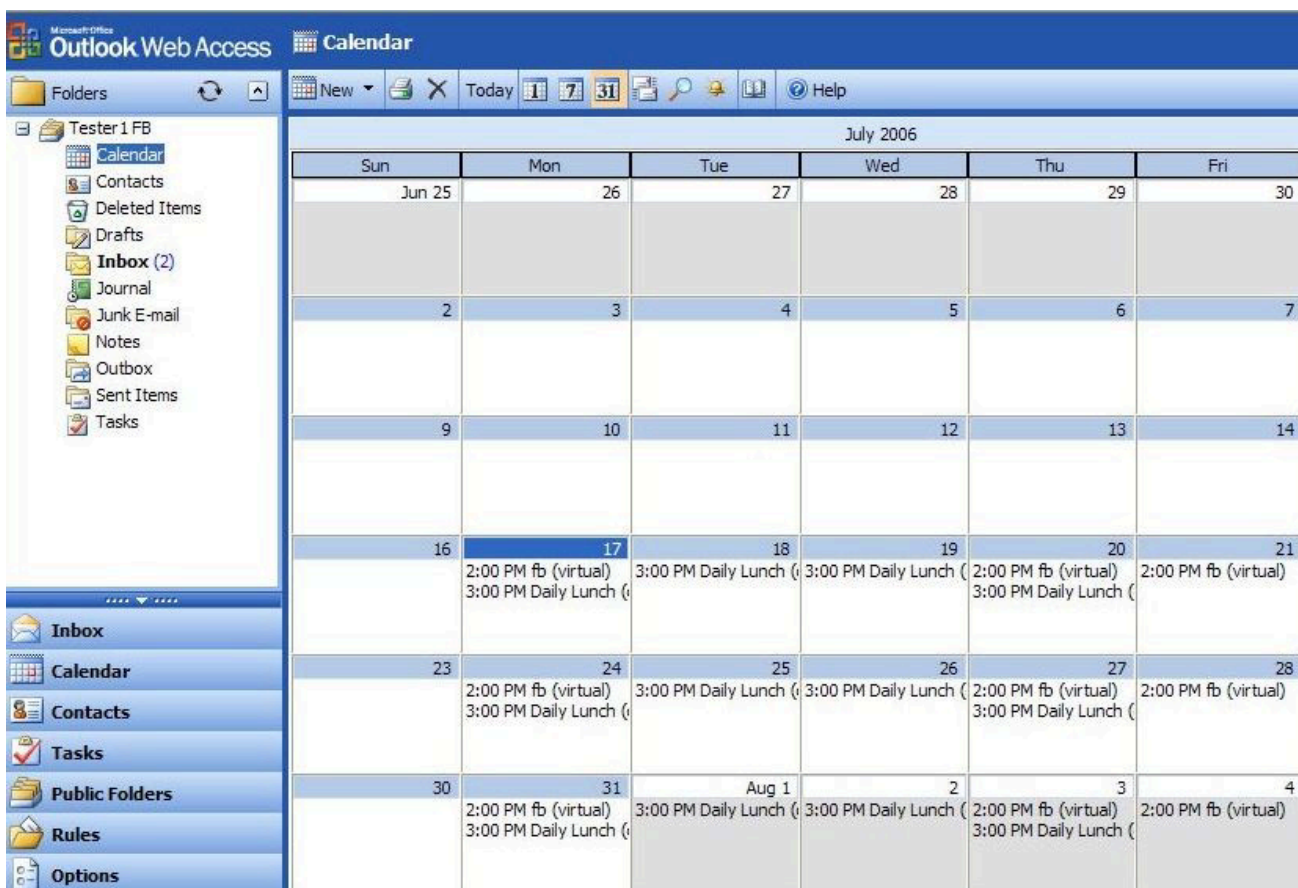 Microsoft Office
Outlook Web Access
Calendar
Folders
New
Today 1 7 31
Help
Tester1 FB
Calendar
Contacts
Deleted Items
Drafts
Inbox (2)
Journal
Junk E-mail
Notes
Outbox
Sent Items
Tasks
Inbox
Calendar
Contacts
Tasks
Public Folders
Rules
Options
July 2006
Sun Mon Tue Wed Thu Fri
Jun 25 26 27 28 29 30
2 3 4 5 6 7
9 10 11 12 13 14
16 17 18 19 20 21
2:00 PM fb (virtual) 3:00 PM Daily Lunch ( 3:00 PM Daily Lunch ( 2:00 PM fb (virtual) 2:00 PM fb (virtual)
3:00 PM Daily Lunch ( 3:00 PM Daily Lunch (
23 24 25 26 27 28
2:00 PM fb (virtual) 3:00 PM Daily Lunch ( 3:00 PM Daily Lunch ( 2:00 PM fb (virtual) 2:00 PM fb (virtual)
3:00 PM Daily Lunch ( 3:00 PM Daily Lunch (
30 31 Aug 1 2 3 4
2:00 PM fb (virtual) 3:00 PM Daily Lunch ( 3:00 PM Daily Lunch ( 2:00 PM fb (virtual) 2:00 PM fb (virtual)
3:00 PM Daily Lunch ( 3:00 PM Daily Lunch (